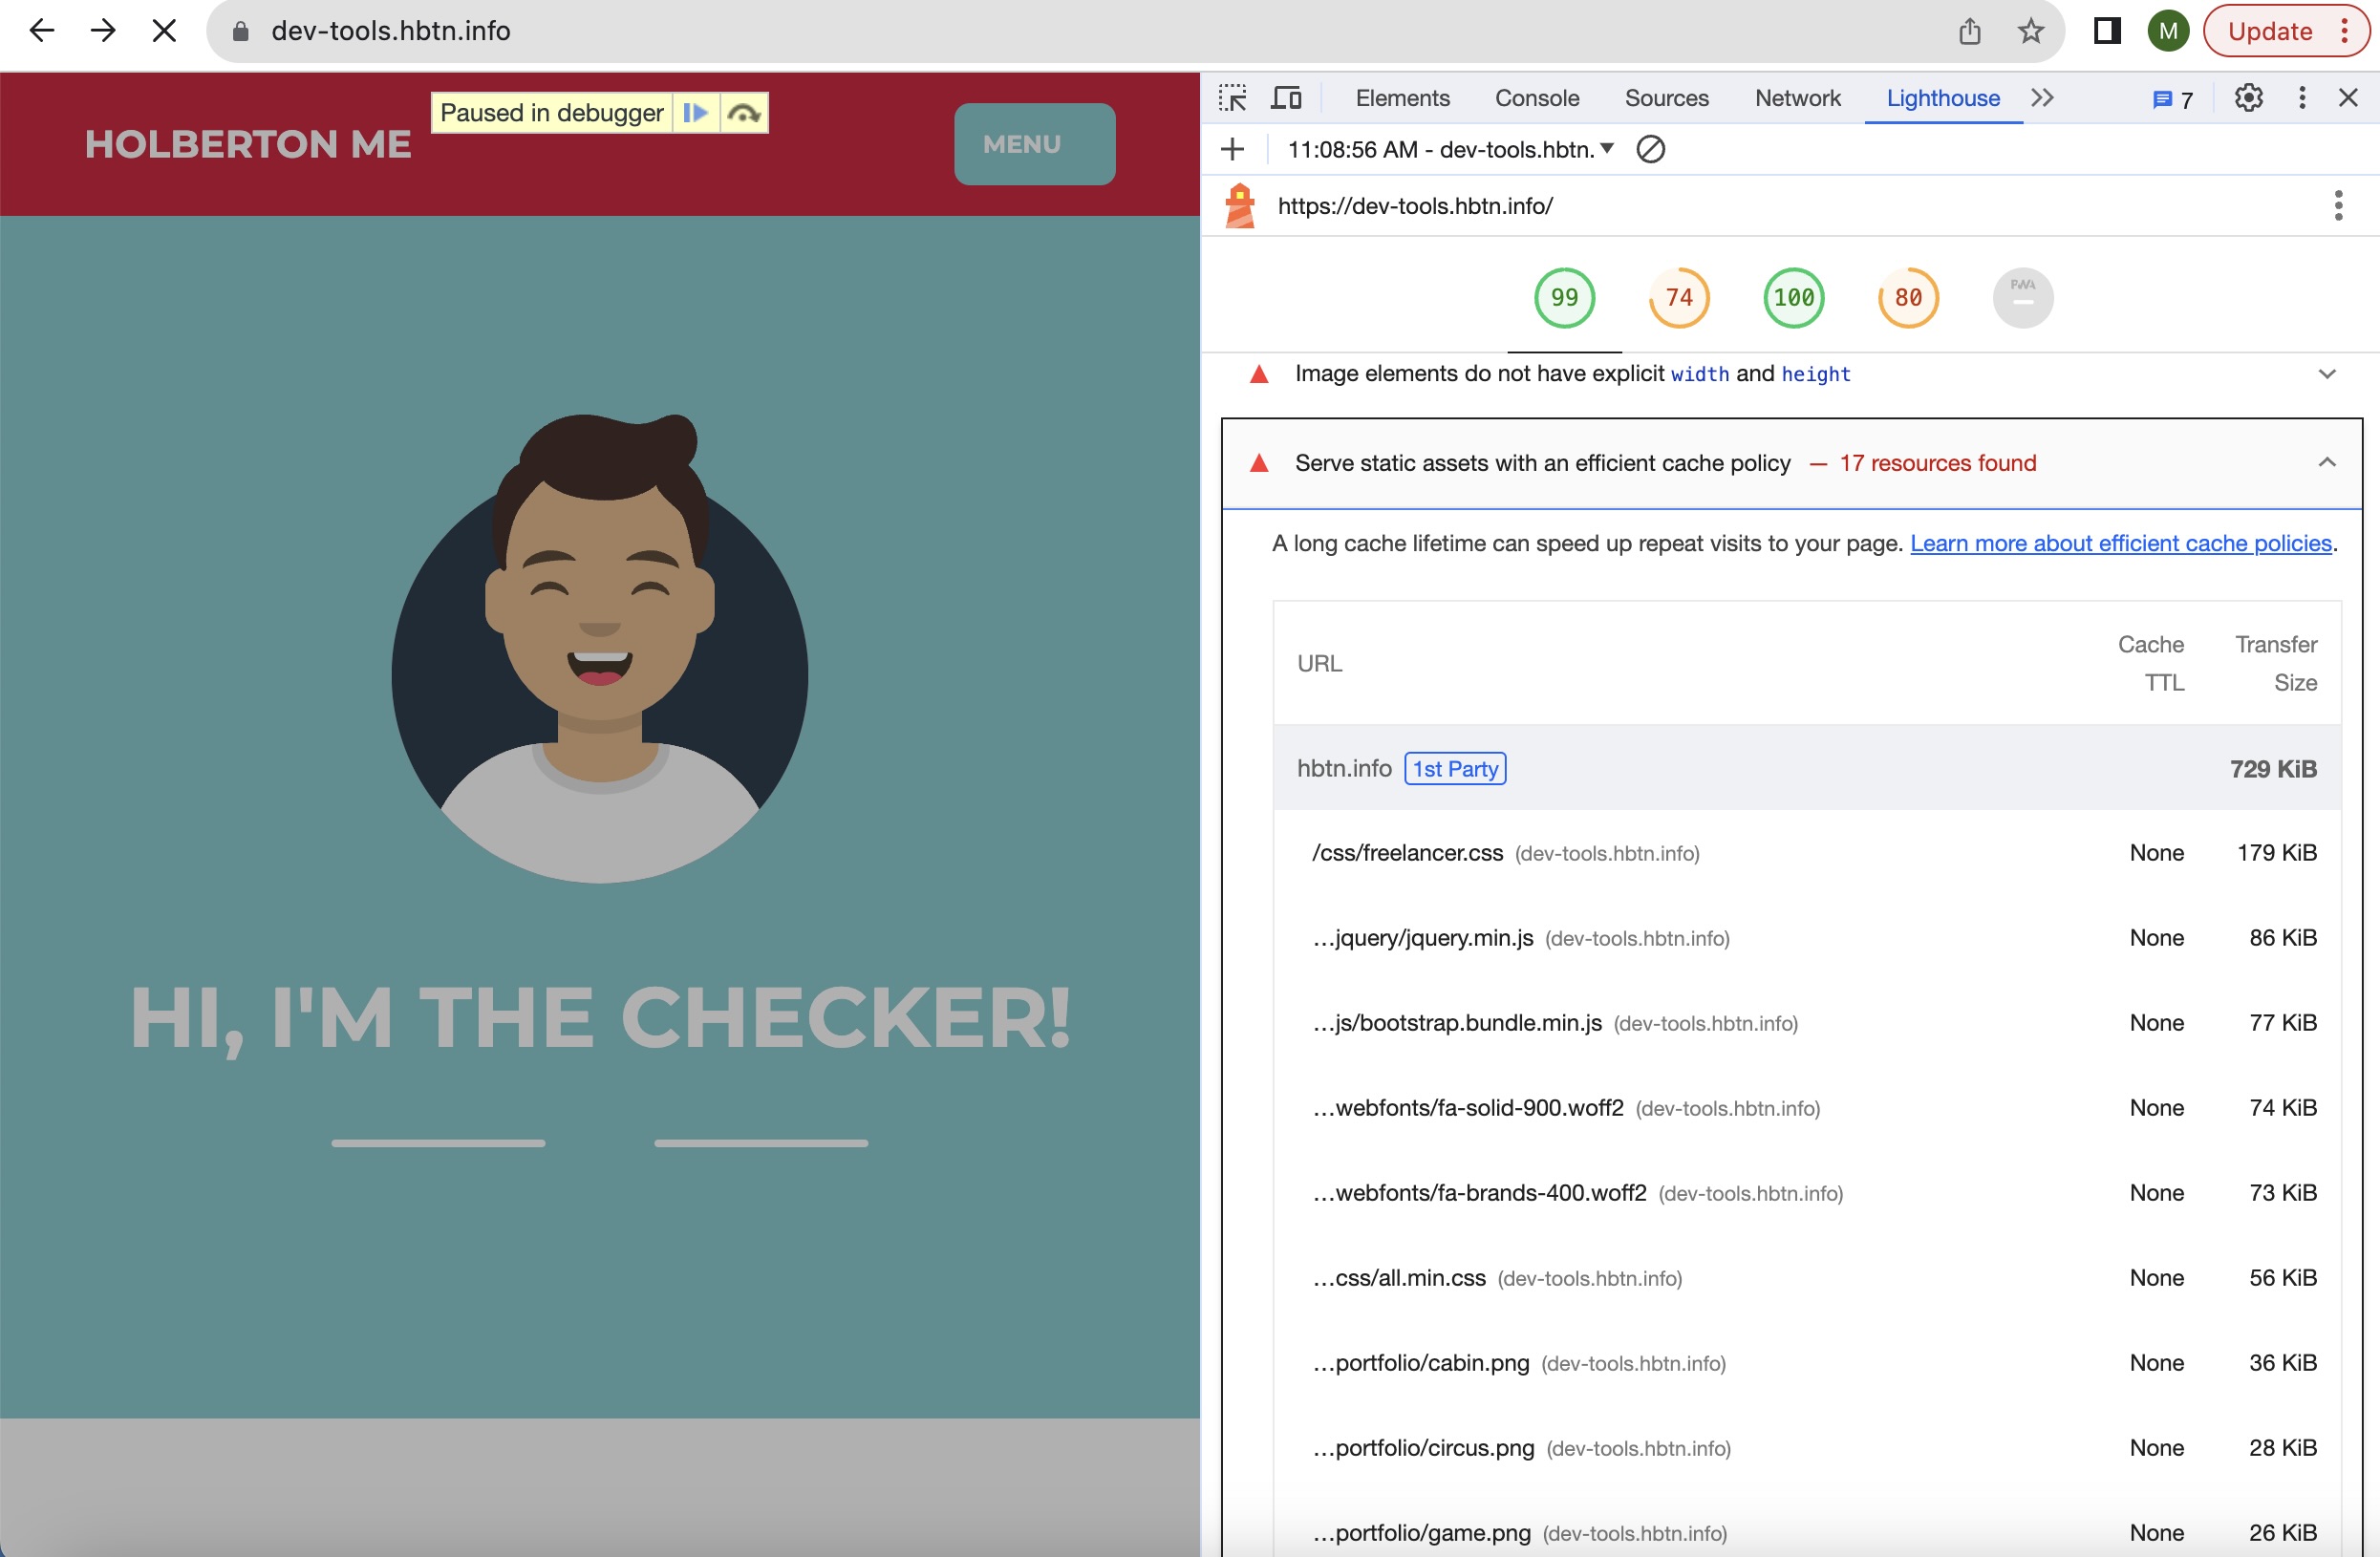 dev-tools.hbtn.info
M
Update
HOLBERTON ME
Paused in debugger
MENU
HI, I'M THE CHECKER!
Elements Console Sources Network Lighthouse 7
11:08:56 AM - dev-tools.hbtn.
https://dev-tools.hbtn.info/
99 74 100 80 PWA
Image elements do not have explicit width and height
Serve static assets with an efficient cache policy — 17 resources found
A long cache lifetime can speed up repeat visits to your page. Learn more about efficient cache policies.
URL Cache TTL Transfer Size
hbtn.info 1st Party 729 KiB
/css/freelancer.css (dev-tools.hbtn.info) None 179 KiB
…jquery/jquery.min.js (dev-tools.hbtn.info) None 86 KiB
…js/bootstrap.bundle.min.js (dev-tools.hbtn.info) None 77 KiB
…webfonts/fa-solid-900.woff2 (dev-tools.hbtn.info) None 74 KiB
…webfonts/fa-brands-400.woff2 (dev-tools.hbtn.info) None 73 KiB
…css/all.min.css (dev-tools.hbtn.info) None 56 KiB
…portfolio/cabin.png (dev-tools.hbtn.info) None 36 KiB
…portfolio/circus.png (dev-tools.hbtn.info) None 28 KiB
…portfolio/game.png (dev-tools.hbtn.info) None 26 KiB